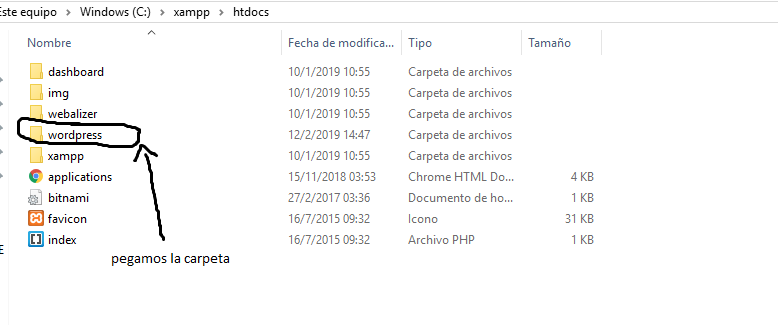 Este equipo > Windows (C:) > xampp > htdocs
Nombre Fecha de modifica... Tipo Tamaño
dashboard 10/1/2019 10:55 Carpeta de archivos
img 10/1/2019 10:55 Carpeta de archivos
webalizer 10/1/2019 10:55 Carpeta de archivos
wordpress 12/2/2019 14:47 Carpeta de archivos
xampp 10/1/2019 10:55 Carpeta de archivos
applications 15/11/2018 03:53 Chrome HTML Do... 4 KB
bitnami 27/2/2017 03:36 Documento de ho... 1 KB
favicon 16/7/2015 09:32 Icono 31 KB
index 16/7/2015 09:32 Archivo PHP 1 KB
E
pegamos la carpeta